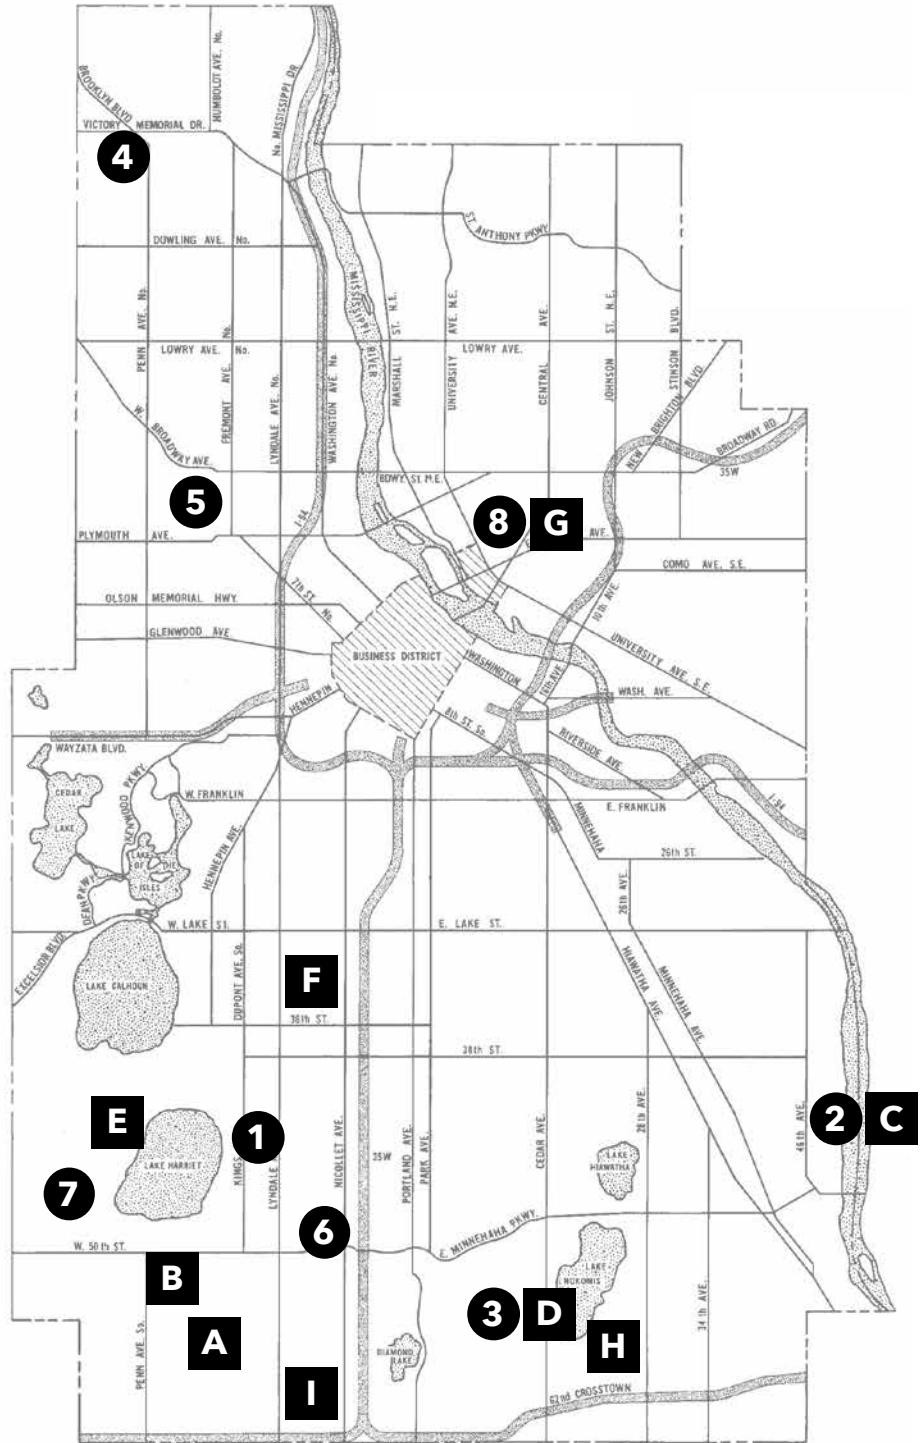 BROOKLYN BLVD
HUMBOLDT AVE. No.
No. MISSISSIPPI DR
VICTORY MEMORIAL DR.
4
ST. ANTHONY PKWY
DOWLING AVE. No.
MISSISSIPPI RIVER
PENN AVE. No.
FREMONT AVE. No.
LYNDALE AVE. No.
WASHINGTON AVE. No.
MARSHALL ST. N.E.
UNIVERSITY AVE. N.E.
CENTRAL AVE.
JOHNSON ST. N.E.
STINSON BLVD.
LOWRY AVE. No.
LOWRY AVE.
NEW BRIGHTON BLVD
BROADWAY RD
35W
W. BROADWAY AVE.
BDWY. ST. N.E.
5
8
G
AVE.
PLYMOUTH AVE.
I-94
COMO AVE. S.E.
7th ST. No.
10th AVE.
OLSON MEMORIAL HWY.
GLENWOOD AVE
BUSINESS DISTRICT
WASHINGTON
UNIVERSITY AVE. S.E.
WASH. AVE.
HENNEPIN
8th ST. So.
RIVERSIDE AVE.
WAYZATA BLVD.
CEDAR LAKE
KENWOOD PKWY.
W. FRANKLIN
E. FRANKLIN
I-94
MINNEHAHA
LAKE OF THE ISLES
DEAN PKWY.
HENNEPIN AVE.
26th ST.
26th AVE.
W. LAKE ST.
E. LAKE ST.
EXCELSIOR BLVD.
LAKE CALHOUN
DUPONT AVE. So.
F
HIAWATHA AVE.
MINNEHAHA AVE.
36th ST.
38th ST.
E
1
2
C
LAKE HARRIET
KINGS
LYNDALE
NICOLLET AVE.
35W
PORTLAND AVE.
PARK AVE.
CEDAR AVE.
28th AVE.
46th AVE.
LAKE HIAWATHA
7
6
W. 50th ST.
E. MINNEHAHA PKWY.
B
LAKE NOKOMIS
3
D
34th AVE.
A
H
PENN AVE. So.
DIAMOND LAKE
I
62nd CROSSTOWN